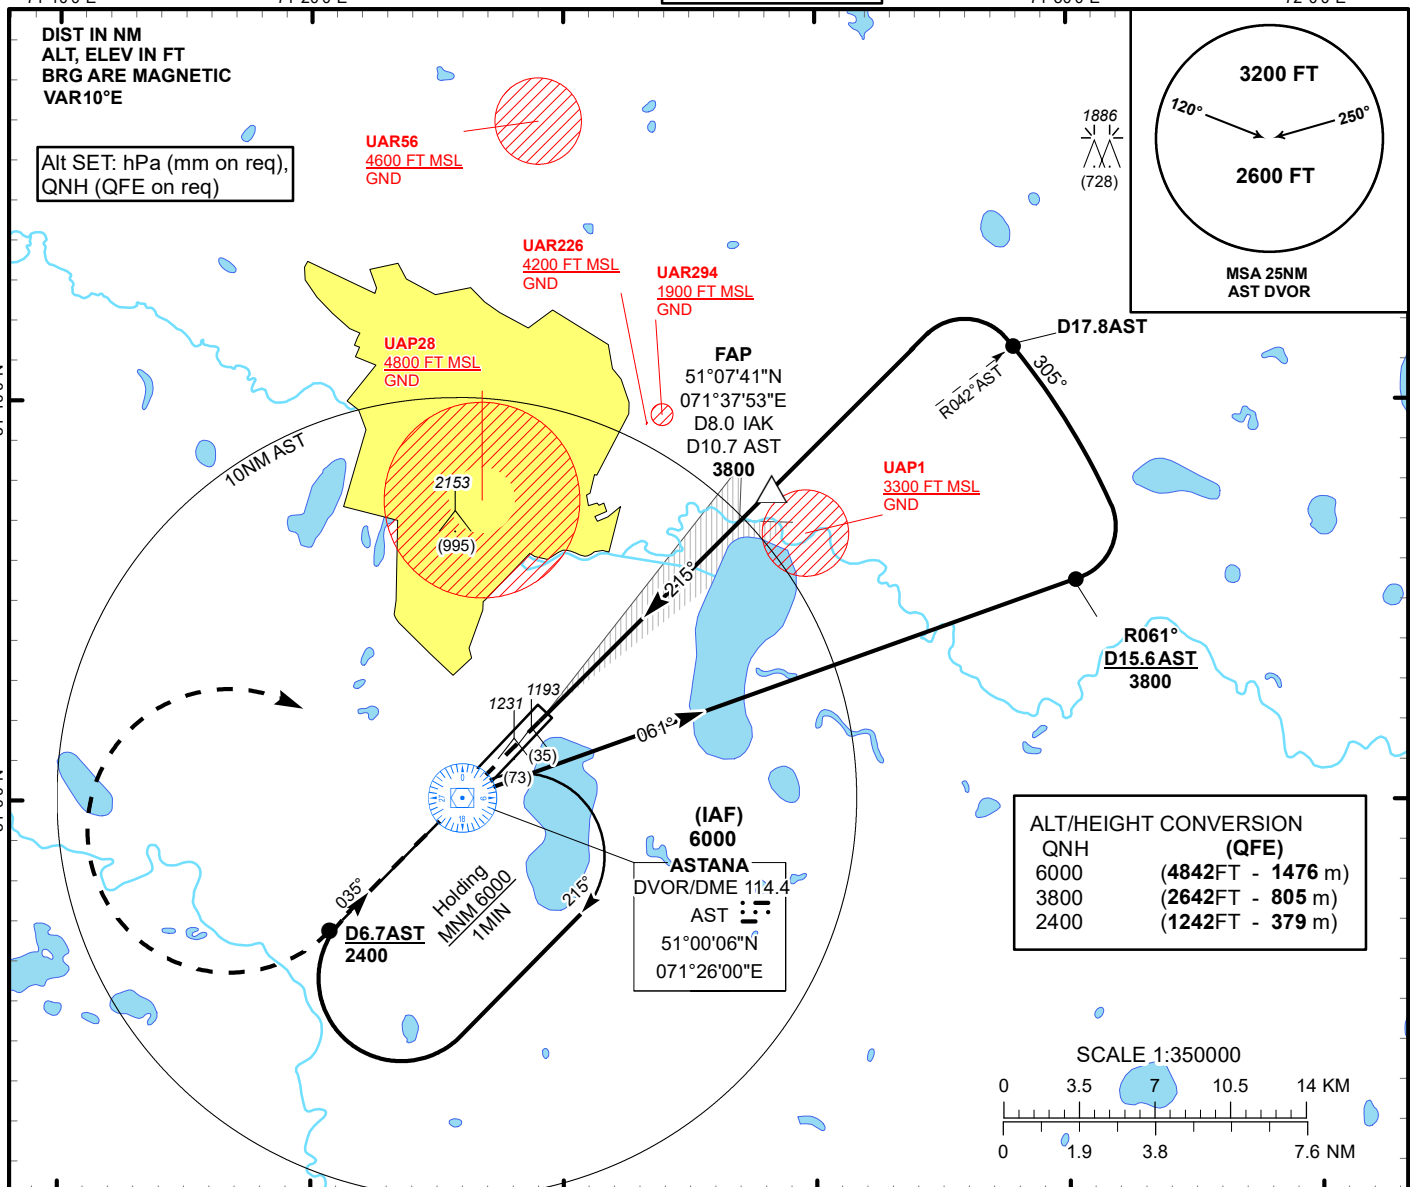 DIST IN NM
ALT, ELEV IN FT
BRG ARE MAGNETIC
VAR10°E
Alt SET: hPa (mm on req),
QNH (QFE on req)
UAR56
4600 FT MSL
GND
1886
(728)
3200 FT
120°
250°
2600 FT
MSA 25NM
AST DVOR
UAR226
4200 FT MSL
GND
UAR294
1900 FT MSL
GND
UAP28
4800 FT MSL
GND
FAP
51°07'41"N
071°37'53"E
D8.0 IAK
D10.7 AST
3800
D17.8AST
305°
R042°AST
10NM AST
2153
(995)
UAP1
3300 FT MSL
GND
215°
R061°
D15.6AST
3800
1193
1231
061°
(35)
(73)
0
27
9
18
(IAF)
6000
ASTANA
DVOR/DME 114.4
AST
51°00'06"N
071°26'00"E
035°
Holding
MNM 6000
1MIN
215°
D6.7AST
2400
ALT/HEIGHT CONVERSION
QNH (QFE)
6000 (4842FT - 1476 m)
3800 (2642FT - 805 m)
2400 (1242FT - 379 m)
SCALE 1:350000
0 3.5 7 10.5 14 KM
0 1.9 3.8 7.6 NM